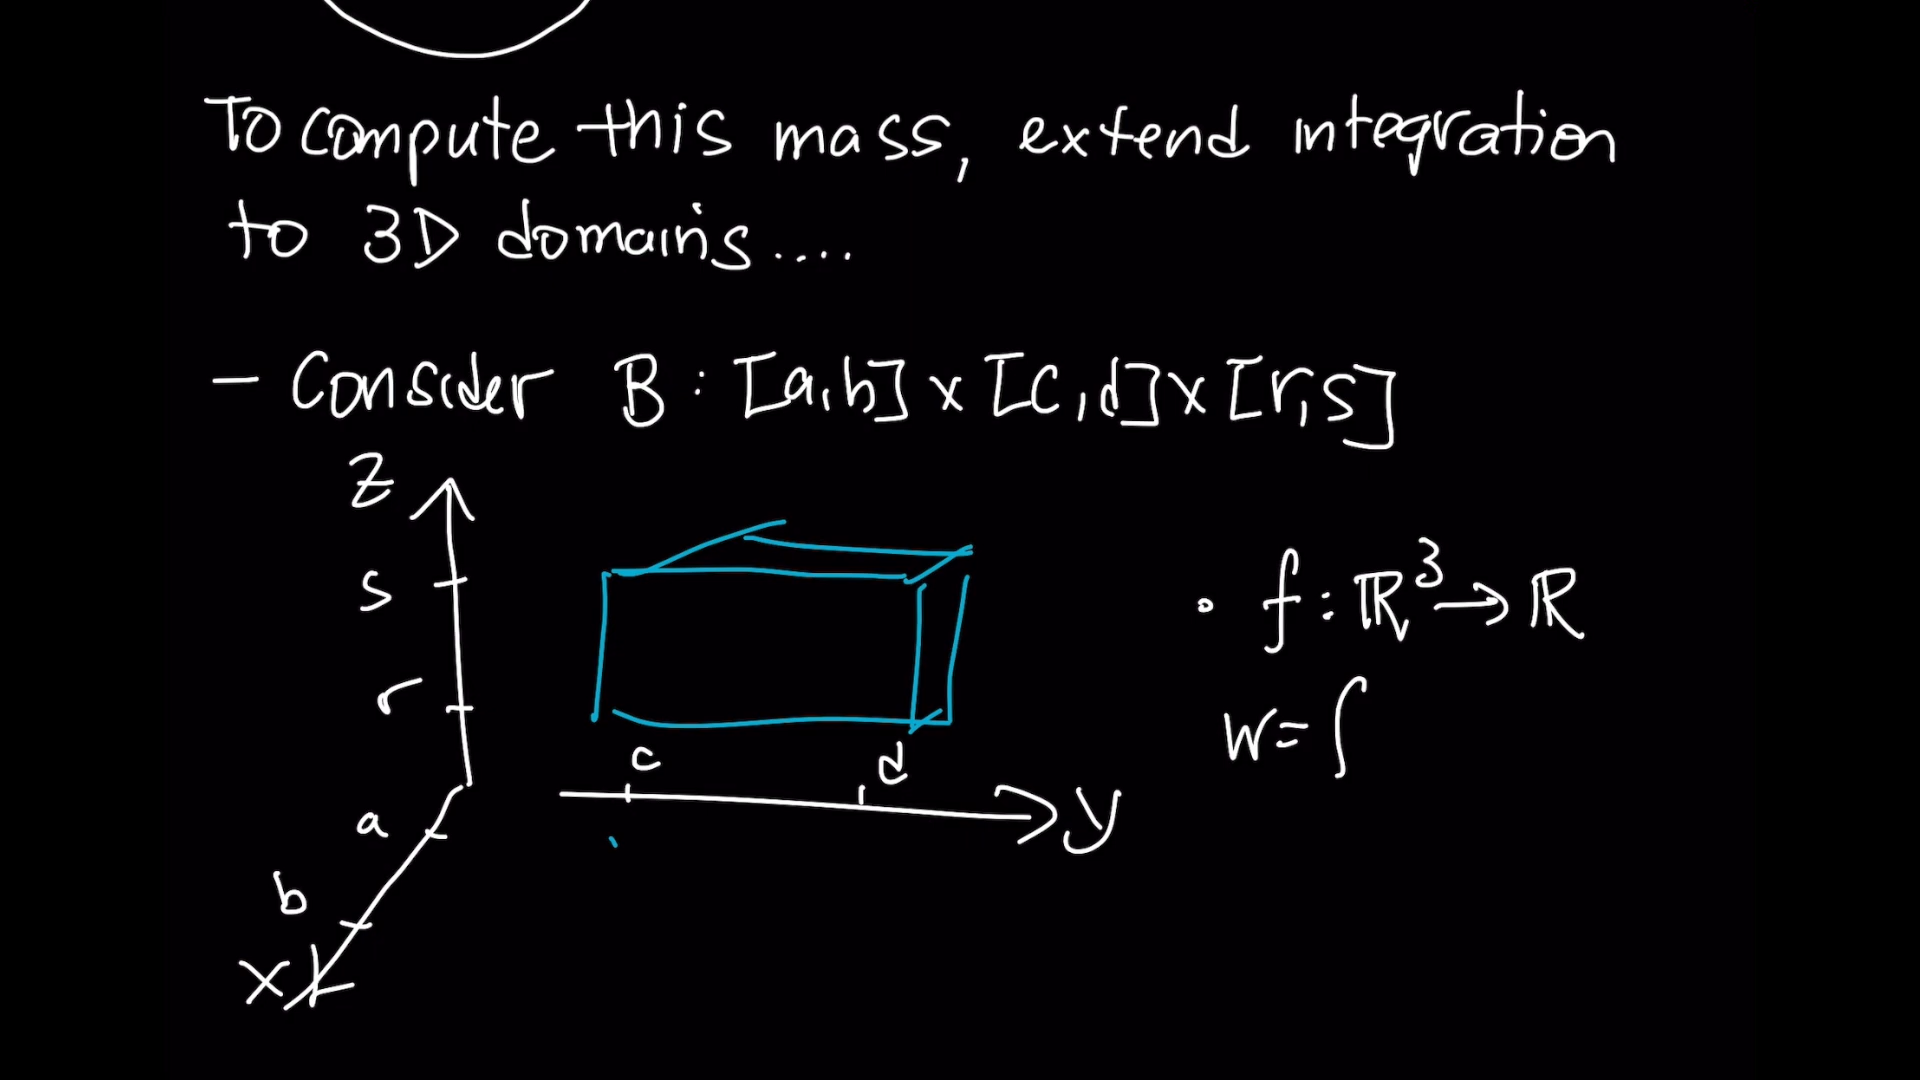 To compute this mass, extend integration
to 3D domains....
- Consider B : [a,b] x [c,d] x [r,s]
z
s
r
a
b
x
c
d
y
• f : ℝ³ → ℝ
w = ∫